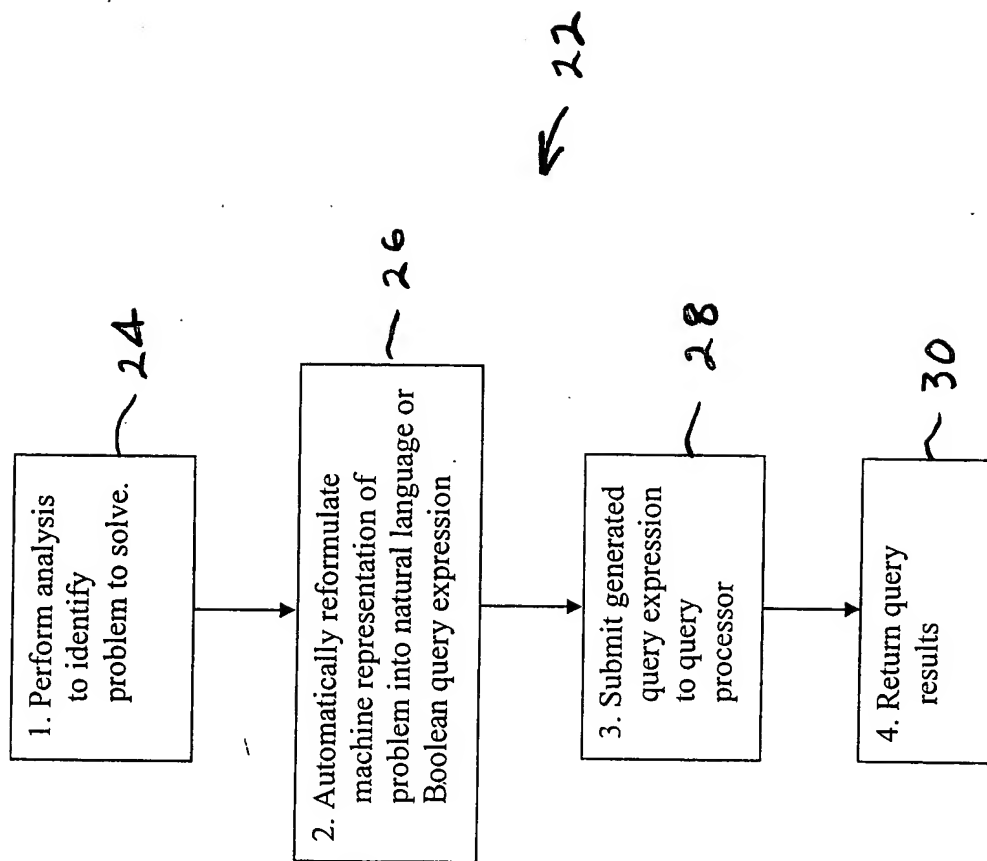 1. Perform analysis
to identify
problem to solve.
24
2. Automatically reformulate
machine representation of
problem into natural language or
Boolean query expression
26
3. Submit generated
query expression
to query
processor
28
4. Return query
results
30
22